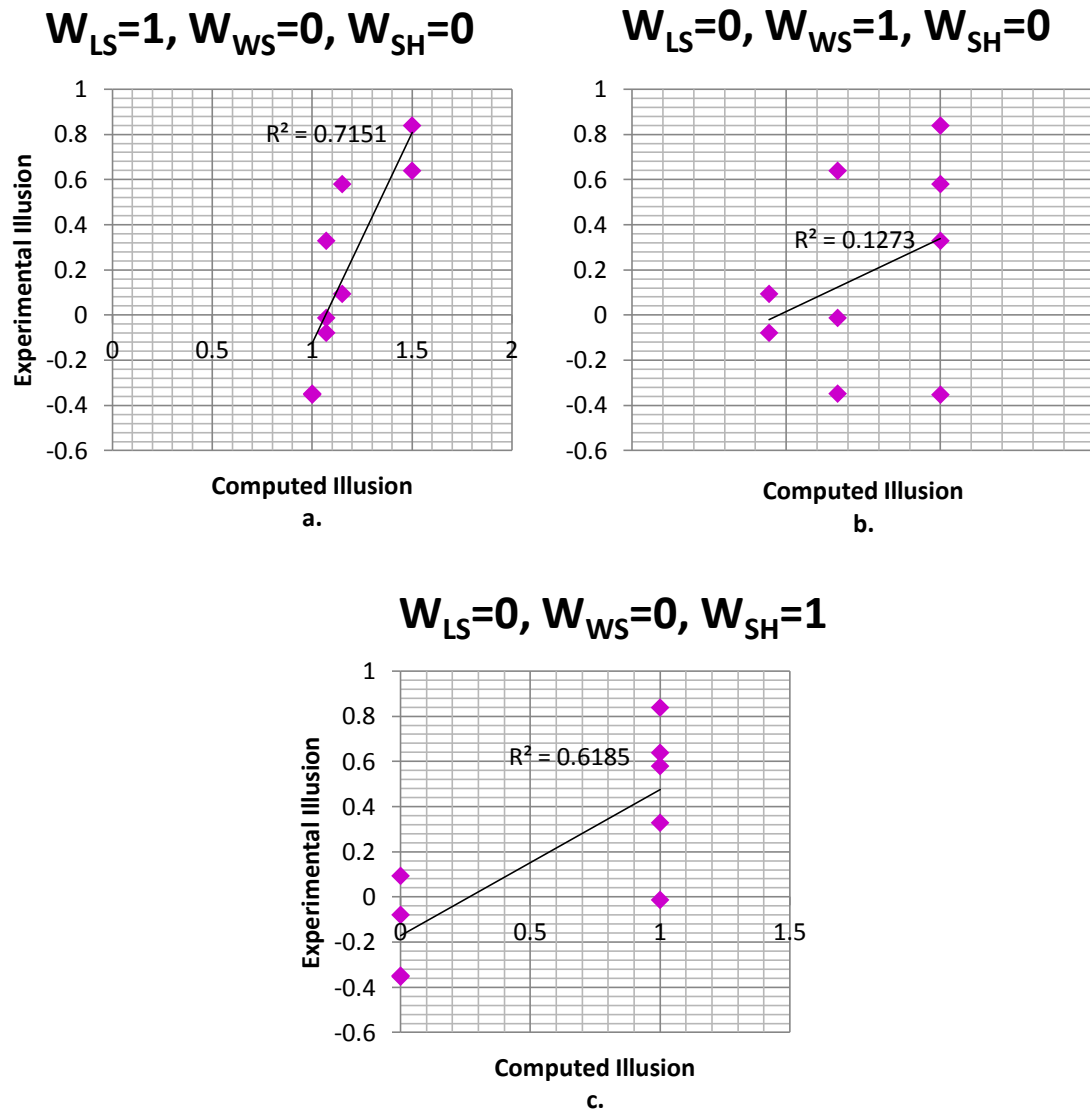 W_LS=1, W_WS=0, W_SH=0
1
0.8
0.6
0.4
0.2
0
-0.2
-0.4
-0.6
0
0.5
1
1.5
2
R² = 0.7151
Experimental Illusion
Computed Illusion
a.
W_LS=0, W_WS=1, W_SH=0
1
0.8
0.6
0.4
0.2
0
-0.2
-0.4
-0.6
R² = 0.1273
Computed Illusion
b.
W_LS=0, W_WS=0, W_SH=1
1
0.8
0.6
0.4
0.2
0
-0.2
-0.4
-0.6
0
0.5
1
1.5
R² = 0.6185
Experimental Illusion
Computed Illusion
c.